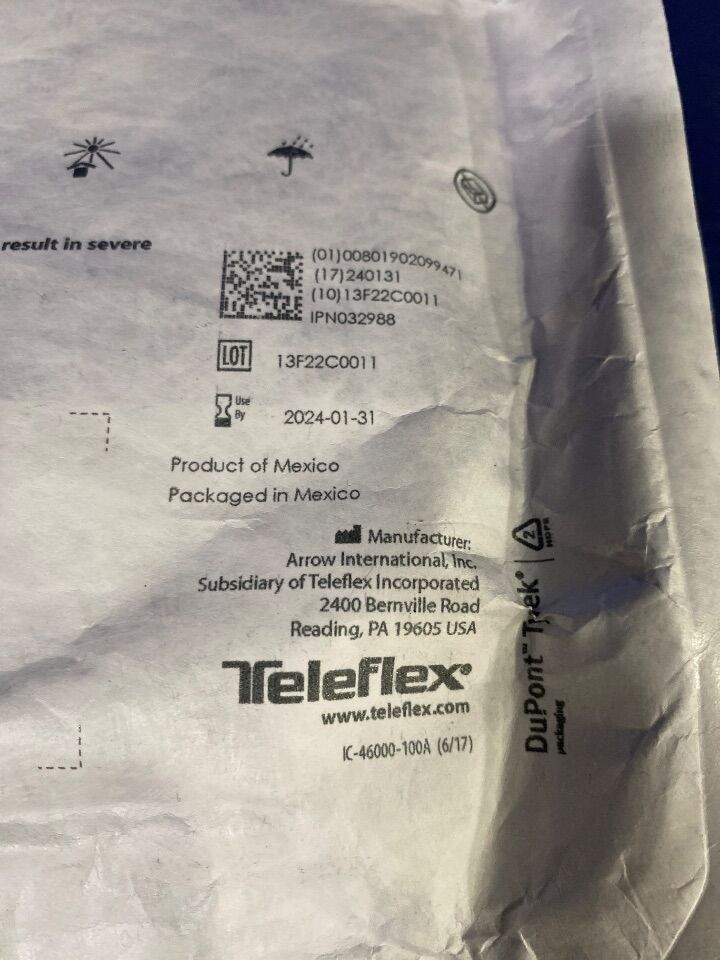 result in severe
(01)00801902099471
(17)240131
(10)13F22C0011
IPN032988
LOT 13F22C0011
Use
By 2024-01-31
Product of Mexico
Packaged in Mexico
Manufacturer:
Arrow International, Inc.
Subsidiary of Teleflex Incorporated
2400 Bernville Road
Reading, PA 19605 USA
Teleflex®
www.teleflex.com
IC-46000-100A (6/17)
DuPont™ Tyvek®
packaging
2
HDPE